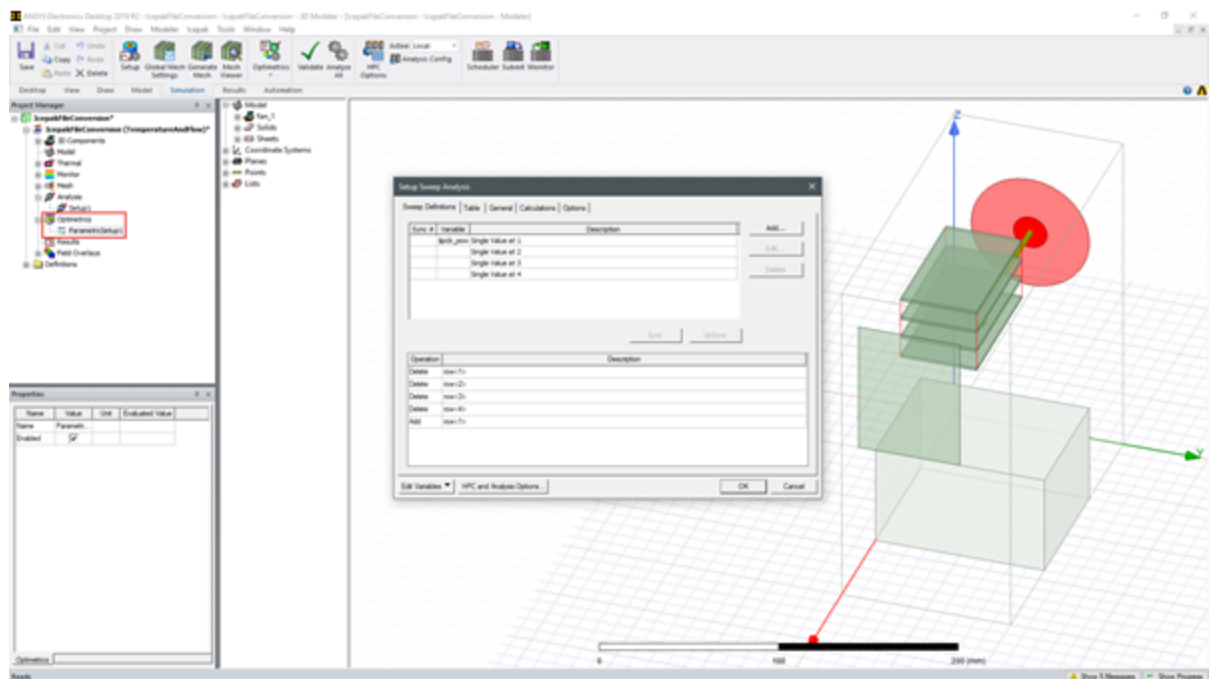 ANSYS Electronics Desktop 2019 R2 - IcepakFileConversion - IcepakFileConversion - 3D Modeler - [IcepakFileConversion - IcepakFileConversion - Modeler]
File Edit View Project Draw Modeler Icepak Tools Window Help
Save
Cut
Copy
Paste
Undo
Redo
Delete
Setup
Global Mesh Settings
Generate Mesh
Mesh Viewer
Optimetrics
Validate
Analyze All
HPC Options
Active: Local
Analysis Config
Scheduler
Submit
Monitor
Desktop View Draw Model Simulation Results Automation
Project Manager
IcepakFileConversion*
IcepakFileConversion (TemperatureAndFlow)*
3D Components
Model
Thermal
Monitor
Mesh
Analysis
Setup1
Optimetrics
ParametricSetup1
Results
Field Overlays
Definitions
Model
fan_1
Solids
Sheets
Coordinate Systems
Planes
Points
Lists
Properties
Name Value Unit Evaluated Value
Name Parametri...
Enabled
Optimetrics
Ready
Setup Sweep Analysis
Sweep Definitions Table General Calculations Options
Sync # Variable Description
Single Value at 1
Single Value at 2
Single Value at 3
Single Value at 4
Add...
Edit...
Delete
Sync Unsync
Operation Description
Delete row<1>
Delete row<2>
Delete row<3>
Delete row<4>
Add row<1>
Edit Variables HPC and Analysis Options...
OK Cancel
Z
Y
0 100 200 (mm)
Show 5 Messages Show Progress